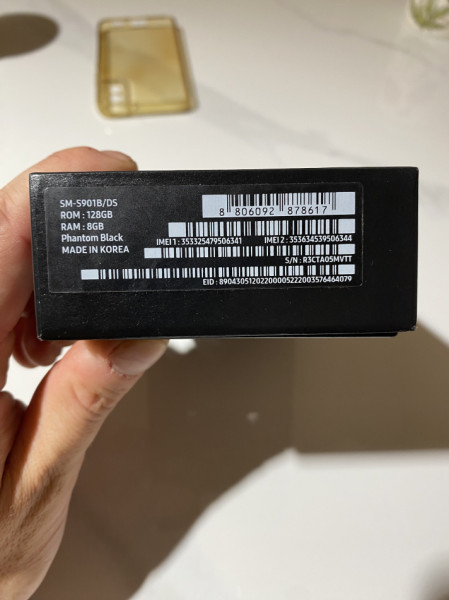 SM-S901B/DS
ROM : 128GB
RAM : 8GB
Phantom Black
MADE IN KOREA
8 806092 878617
IMEI 1 : 353325479506341 IMEI 2 : 353634539506344
S/N : R3CTA05MVTT
EID : 89043051202200005222003576464079